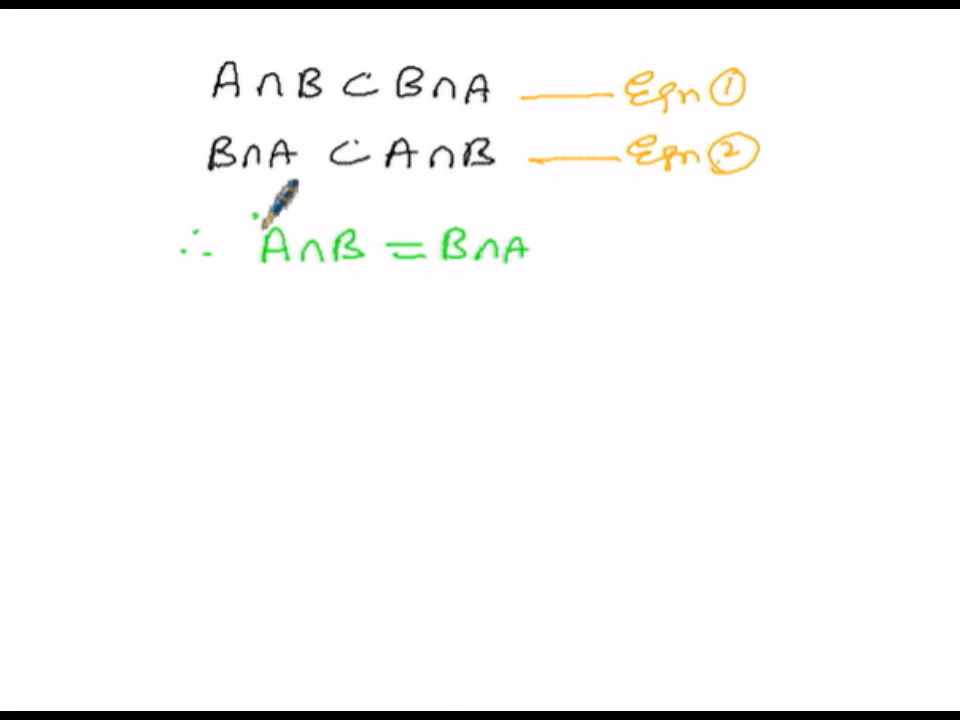 A∩B ⊂ B∩A —— Eqn ①
B∩A ⊂ A∩B —— Eqn ②
∴ A∩B = B∩A